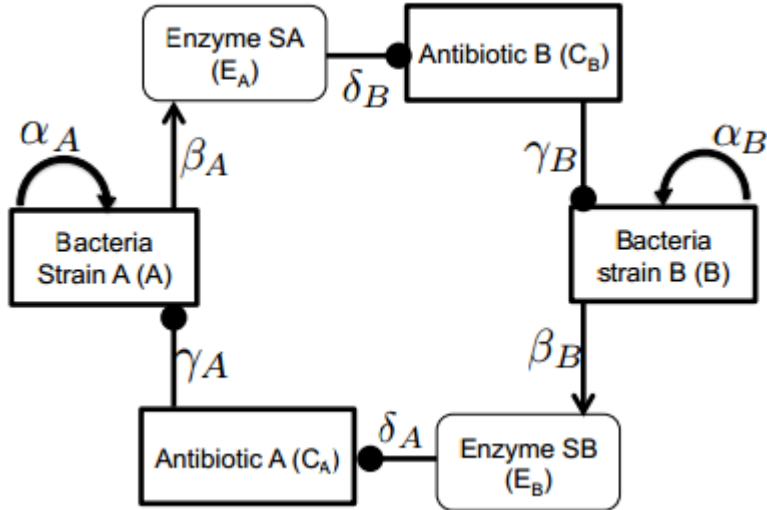 Enzyme SA
(E_A)
δ_B
Antibiotic B (C_B)
α_A
β_A
γ_B
α_B
Bacteria
Strain A (A)
Bacteria
strain B (B)
γ_A
β_B
Antibiotic A (C_A)
δ_A
Enzyme SB
(E_B)